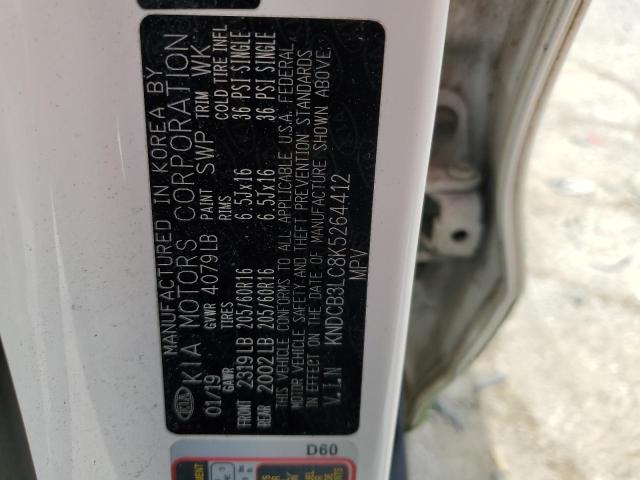 MANUFACTURED IN KOREA BY
KIA KIA MOTORS CORPORATION
01/19 GVWR 4079LB PAINT SWP TRIM WK
GAWR TIRES RIMS COLD TIRE INFL
FRONT 2319LB 205/60R16 6.5Jx16 36 PSI SINGLE
REAR 2002LB 205/60R16 6.5Jx16 36 PSI SINGLE
THIS VEHICLE CONFORMS TO ALL APPLICABLE U.S.A. FEDERAL
MOTOR VEHICLE SAFETY AND THEFT PREVENTION STANDARDS
IN EFFECT ON THE DATE OF MANUFACTURE SHOWN ABOVE.
V.I.N KNDCB3LC8K5264412
MPV
D60